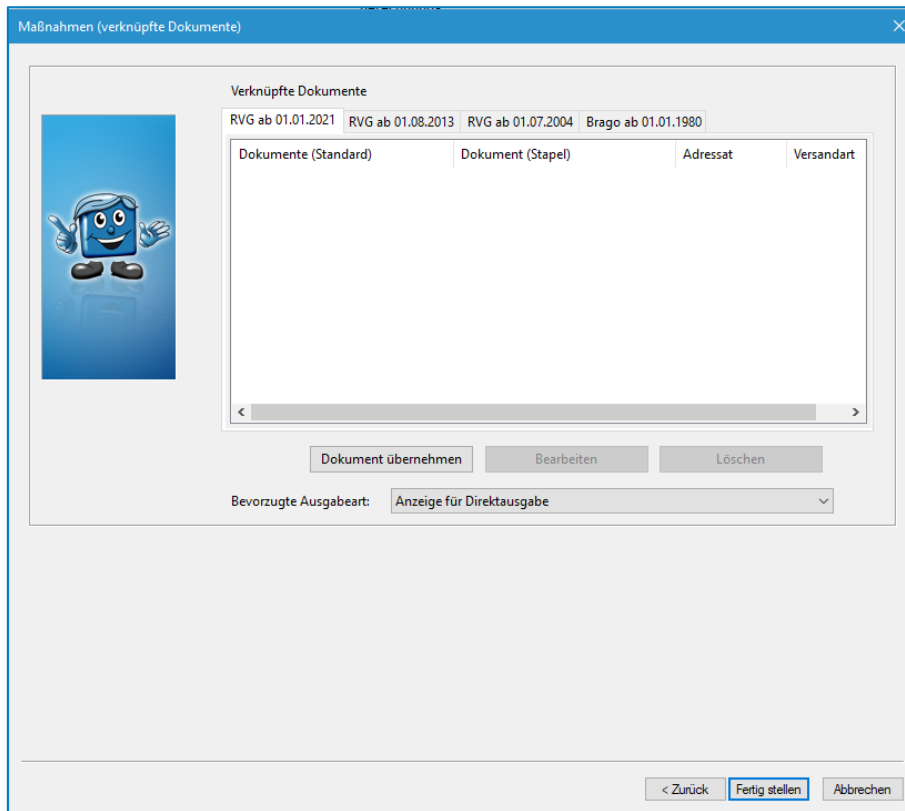 Maßnahmen (verknüpfte Dokumente)
Verknüpfte Dokumente
RVG ab 01.01.2021 RVG ab 01.08.2013 RVG ab 01.07.2004 Brago ab 01.01.1980
Dokumente (Standard) Dokument (Stapel) Adressat Versandart
Dokument übernehmen Bearbeiten Löschen
Bevorzugte Ausgabeart: Anzeige für Direktausgabe
< Zurück Fertig stellen Abbrechen